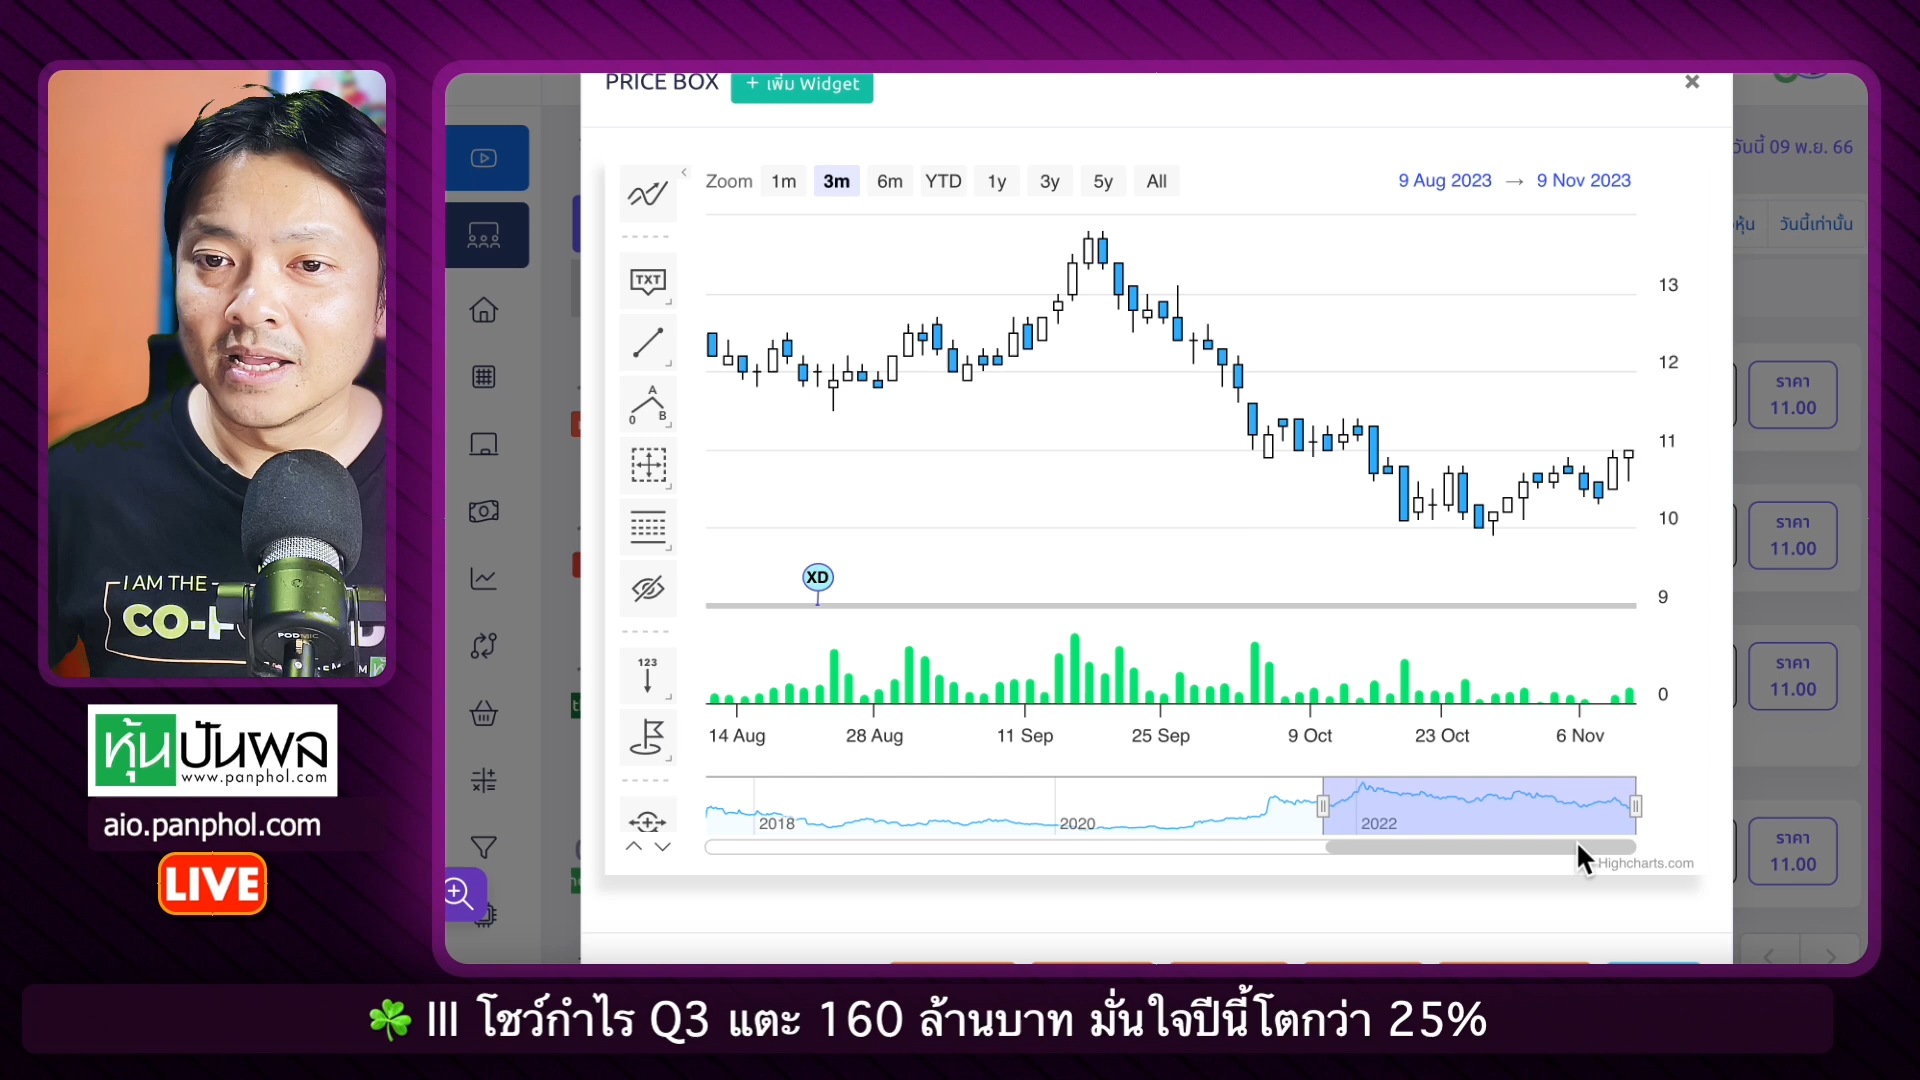 PRICE BOX
+ เพิ่ม Widget
Zoom 1m 3m 6m YTD 1y 3y 5y All
9 Aug 2023 → 9 Nov 2023
วันนี้ 09 พ.ย. 66
หุ้น
วันนี้เท่านั้น
TXT
A
0 B
123
13
12
11
10
9
0
XD
14 Aug 28 Aug 11 Sep 25 Sep 9 Oct 23 Oct 6 Nov
2018 2020 2022
Highcharts.com
ราคา
11.00
ราคา
11.00
ราคา
11.00
ราคา
11.00
I AM THE
CO-H
PODMIC
หุ้นปันผล
www.panphol.com
aio.panphol.com
LIVE
☘️ III โชว์กำไร Q3 แตะ 160 ล้านบาท มั่นใจปีนี้โตกว่า 25%